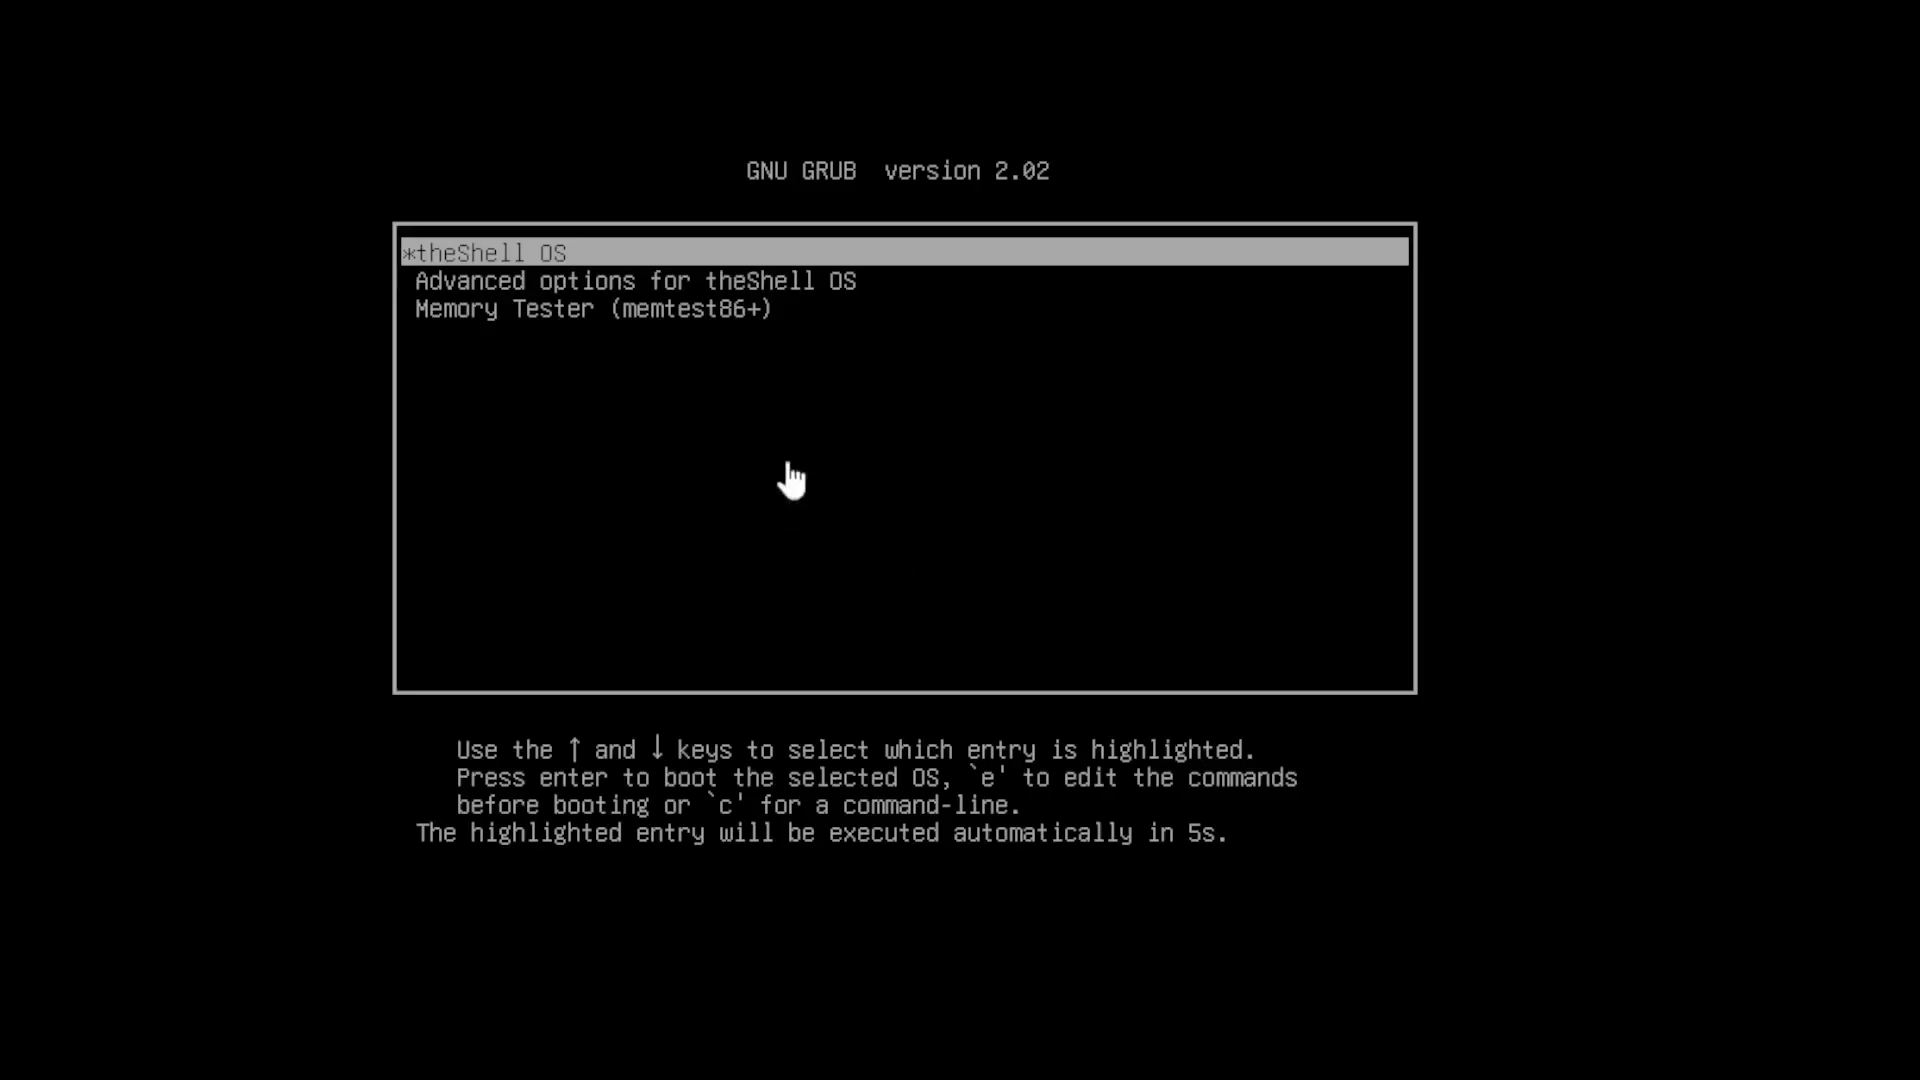 GNU GRUB  version 2.02
*theShell OS
Advanced options for theShell OS
Memory Tester (memtest86+)
Use the ↑ and ↓ keys to select which entry is highlighted.
Press enter to boot the selected OS, `e' to edit the commands
before booting or `c' for a command-line.
The highlighted entry will be executed automatically in 5s.